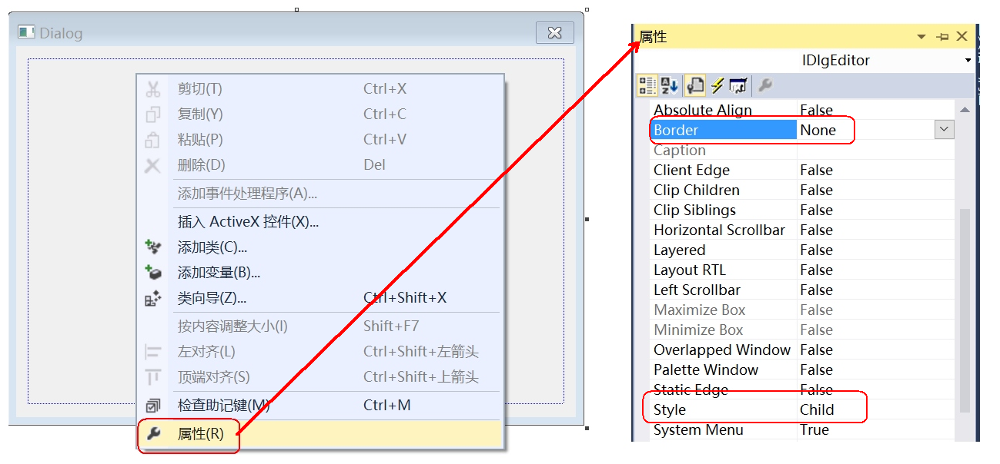 Dialog
剪切(T) Ctrl+X
复制(Y) Ctrl+C
粘贴(P) Ctrl+V
删除(D) Del
添加事件处理程序(A)...
插入 ActiveX 控件(X)...
添加类(C)...
添加变量(B)...
类向导(Z)... Ctrl+Shift+X
按内容调整大小(I) Shift+F7
左对齐(L) Ctrl+Shift+左箭头
顶端对齐(S) Ctrl+Shift+上箭头
检查助记键(M) Ctrl+M
属性(R)
属性
IDlgEditor
Absolute Align False
Border None
Caption
Client Edge False
Clip Children False
Clip Siblings False
Horizontal Scrollbar False
Layered False
Layout RTL False
Left Scrollbar False
Maximize Box False
Minimize Box False
Overlapped Window False
Palette Window False
Static Edge False
Style Child
System Menu True